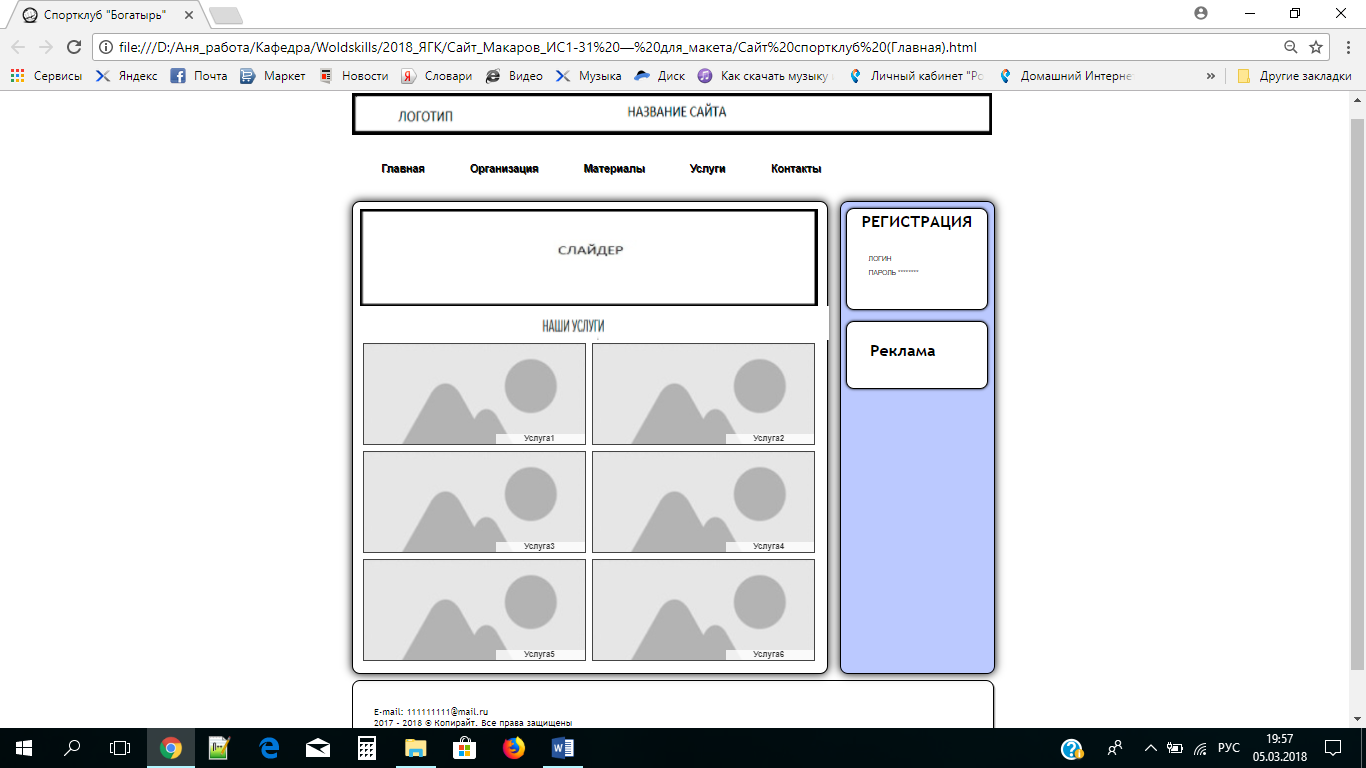 Спортклуб "Богатырь"
file:///D:/Аня_работа/Кафедра/Woldskills/2018_ЯГК/Сайт_Макаров_ИС1-31%20—%20для_макета/Сайт%20спортклуб%20(Главная).html
Сервисы Яндекс Почта Маркет Новости Словари Видео Музыка Диск Как скачать музыку Личный кабинет "Ро Домашний Интерне » Другие закладки
ЛОГОТИП НАЗВАНИЕ САЙТА
Главная Организация Материалы Услуги Контакты
СЛАЙДЕР
НАШИ УСЛУГИ
Услуга1 Услуга2
Услуга3 Услуга4
Услуга5 Услуга6
РЕГИСТРАЦИЯ
ЛОГИН
ПАРОЛЬ ********
Реклама
E-mail: 111111111@mail.ru
2017 - 2018 © Копирайт. Все права защищены
РУС
19:57
05.03.2018